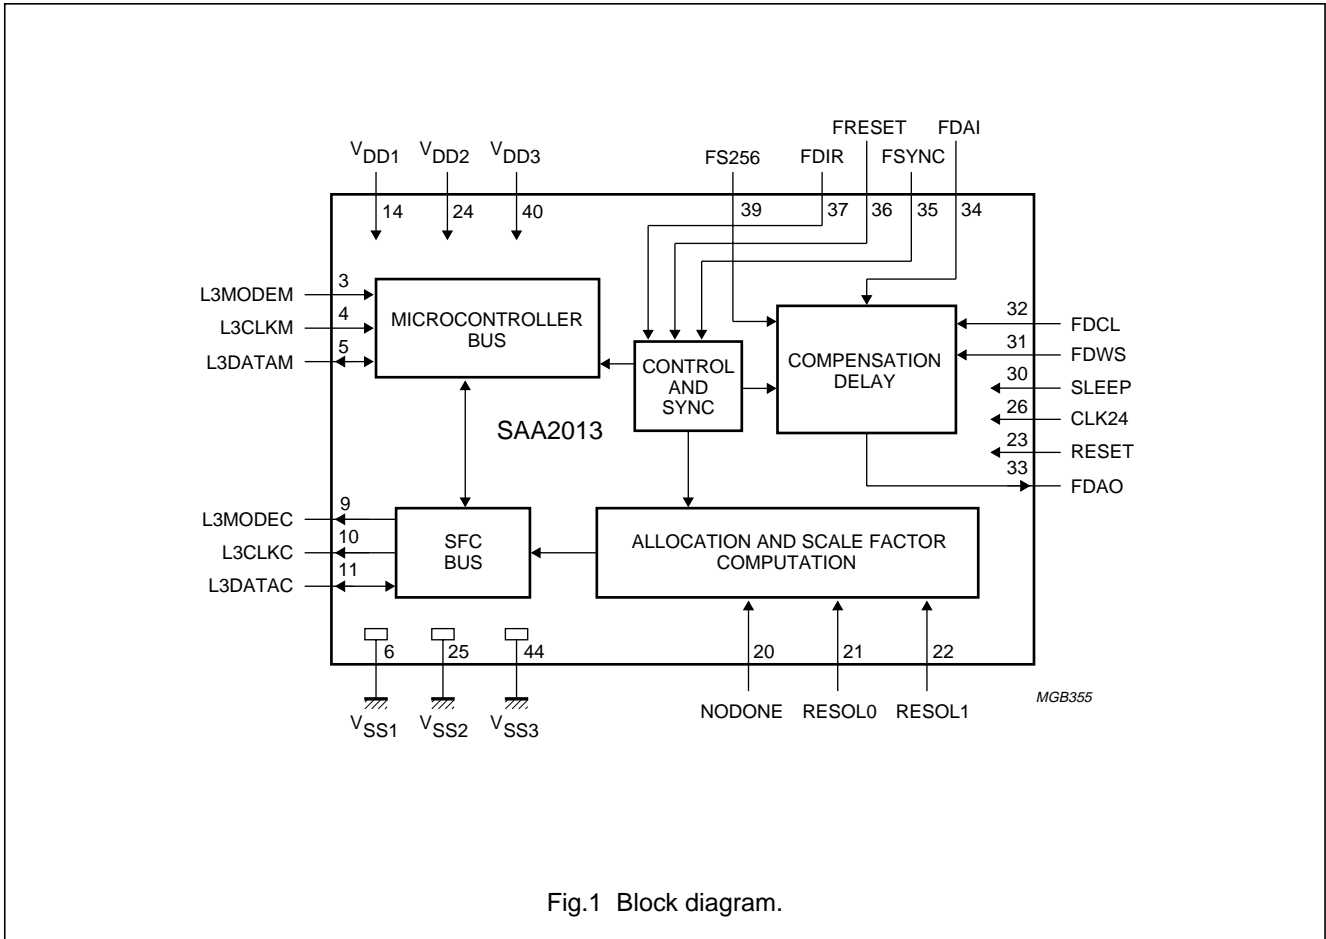 FRESET FDAI
VDD1 VDD2 VDD3 FS256 FDIR FSYNC
14 24 40 39 37 36 35 34
L3MODEM 3
L3CLKM 4
L3DATAM 5
MICROCONTROLLER
BUS
CONTROL
AND
SYNC
COMPENSATION
DELAY
32 FDCL
31 FDWS
30 SLEEP
26 CLK24
23 RESET
33 FDAO
SAA2013
L3MODEC 9
L3CLKC 10
L3DATAC 11
SFC
BUS
ALLOCATION AND SCALE FACTOR
COMPUTATION
6 25 44 20 21 22
VSS1 VSS2 VSS3 NODONE RESOL0 RESOL1
MGB355
Fig.1 Block diagram.